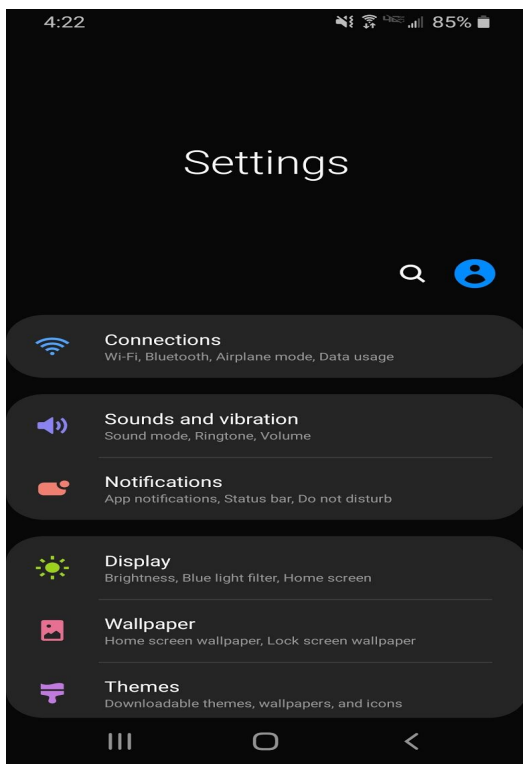 4:22 85%
Settings
Connections
Wi-Fi, Bluetooth, Airplane mode, Data usage
Sounds and vibration
Sound mode, Ringtone, Volume
Notifications
App notifications, Status bar, Do not disturb
Display
Brightness, Blue light filter, Home screen
Wallpaper
Home screen wallpaper, Lock screen wallpaper
Themes
Downloadable themes, wallpapers, and icons